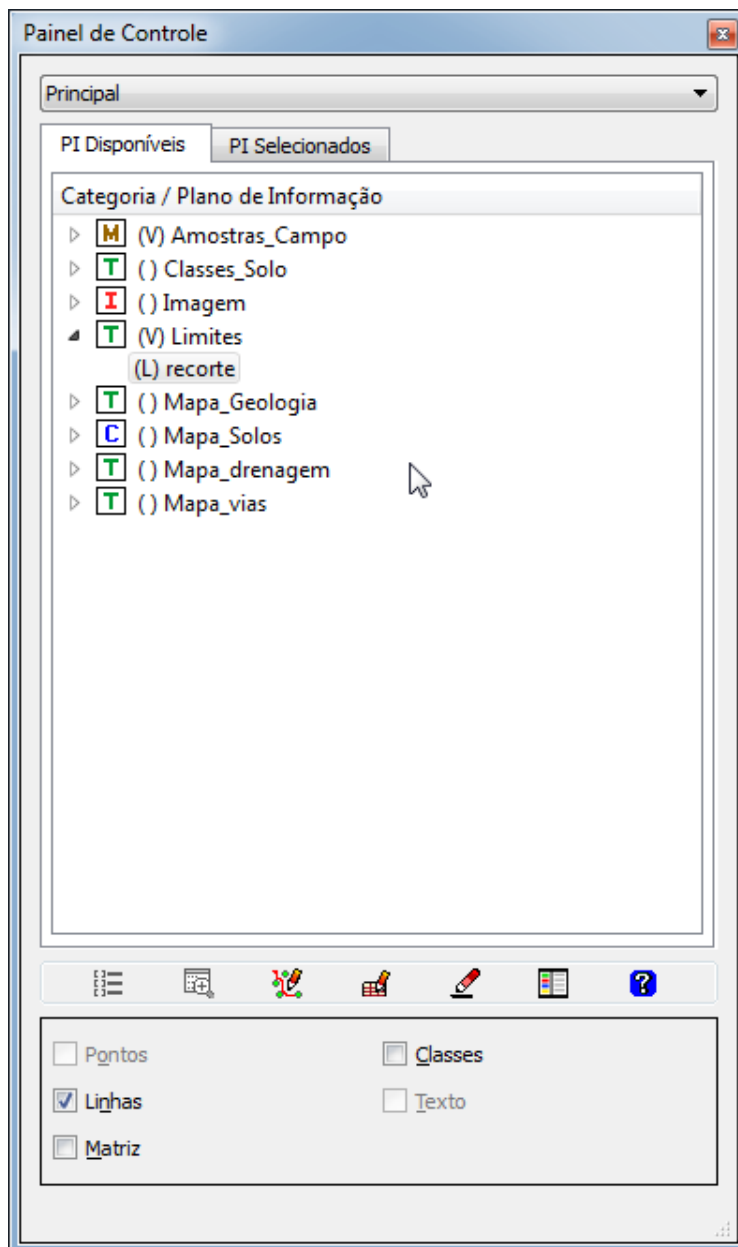 Painel de Controle
Principal
PI Disponíveis PI Selecionados
Categoria / Plano de Informação
M (V) Amostras_Campo
T ( ) Classes_Solo
I ( ) Imagem
T (V) Limites
(L) recorte
T ( ) Mapa_Geologia
C ( ) Mapa_Solos
T ( ) Mapa_drenagem
T ( ) Mapa_vias
?
Pontos Classes
Linhas Texto
Matriz